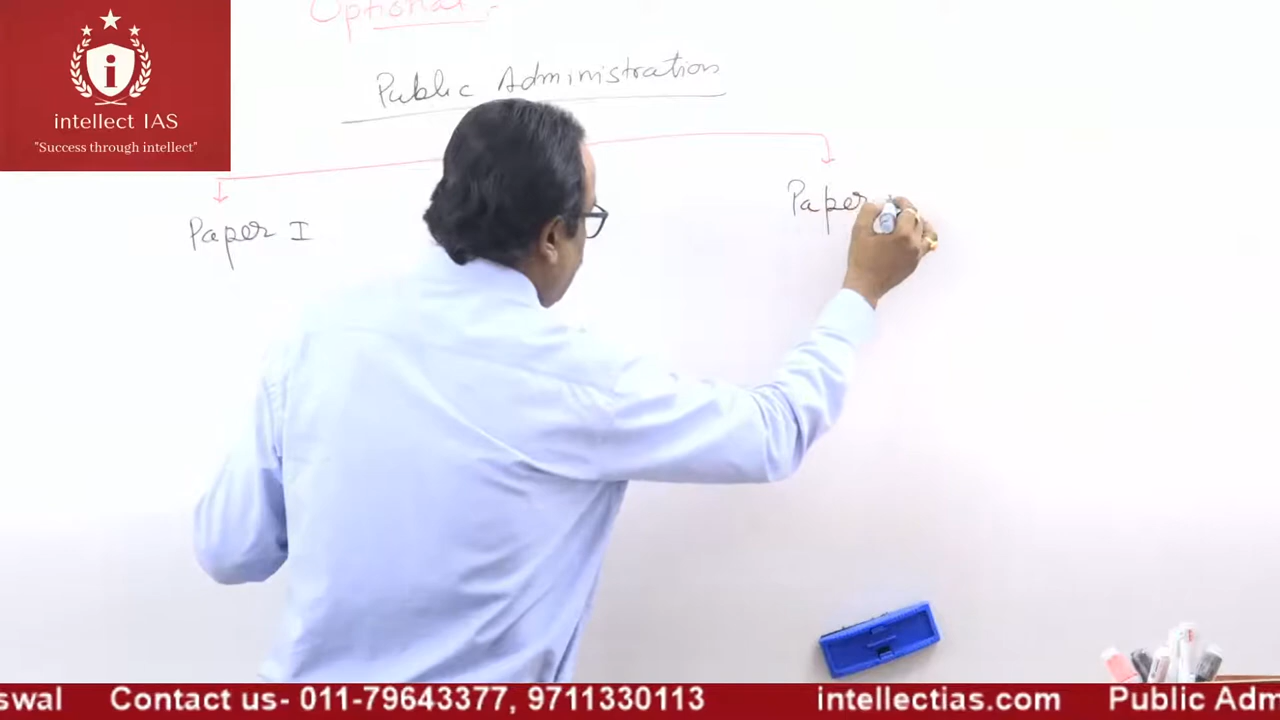 Optional.
intellect IAS
"Success through intellect"
Public Administration
Paper I
Paper
swal Contact us- 011-79643377, 9711330113 intellectias.com Public Adm